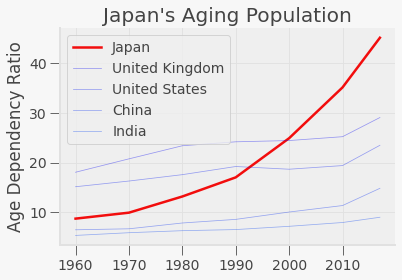 Japan's Aging Population
Japan
United Kingdom
United States
China
India
Age Dependency Ratio
40
30
20
10
1960 1970 1980 1990 2000 2010